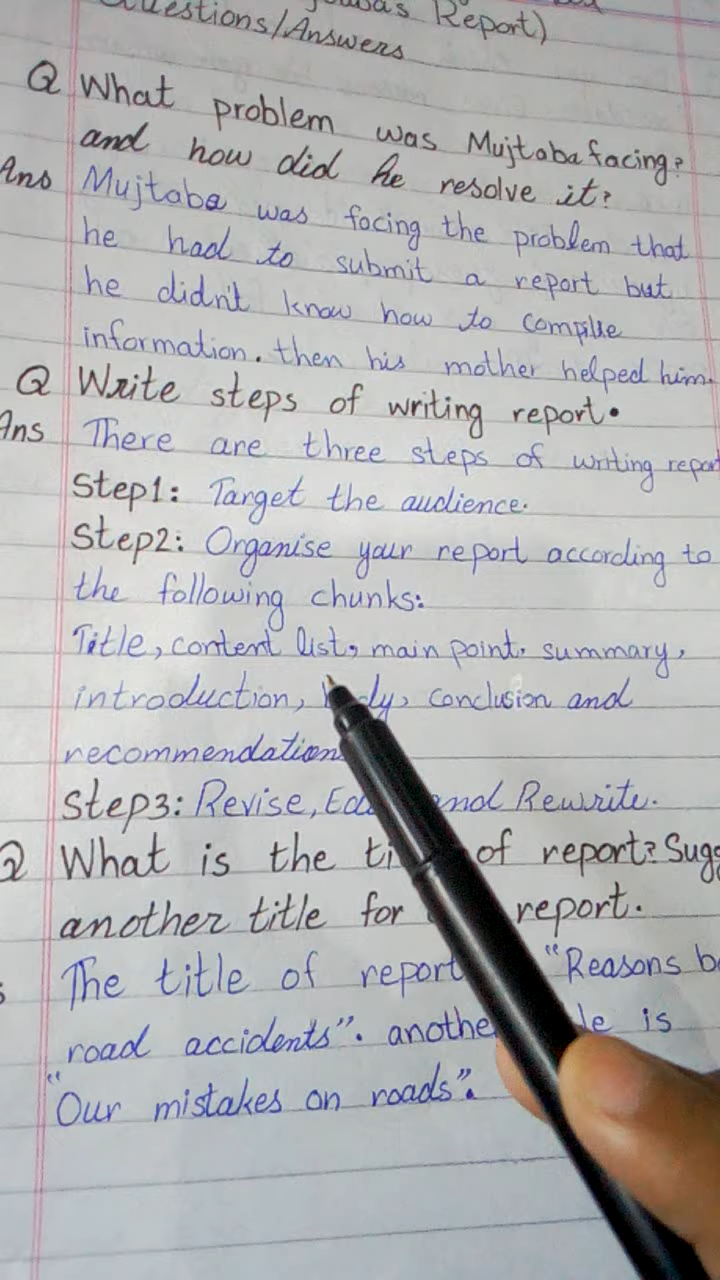 Report)
Questions/Answers
Q What problem was Mujtaba facing?
and how did he resolve it?
Ans Mujtaba was facing the problem that
he had to submit a report but
he didn't know how to compile
information. then his mother helped him.
Q Write steps of writing report.
Ans There are three steps of writing report
Step1: Target the audience.
Step2: Organise your report according to
the following chunks:
Title, content list, main point, summary,
introduction, conclusion and
recommendation
Step3: Revise, and Rewrite.
Q What is the of report? Sugg
another title for report.
The title of report "Reasons
road accidents". another is
"Our mistakes on roads".